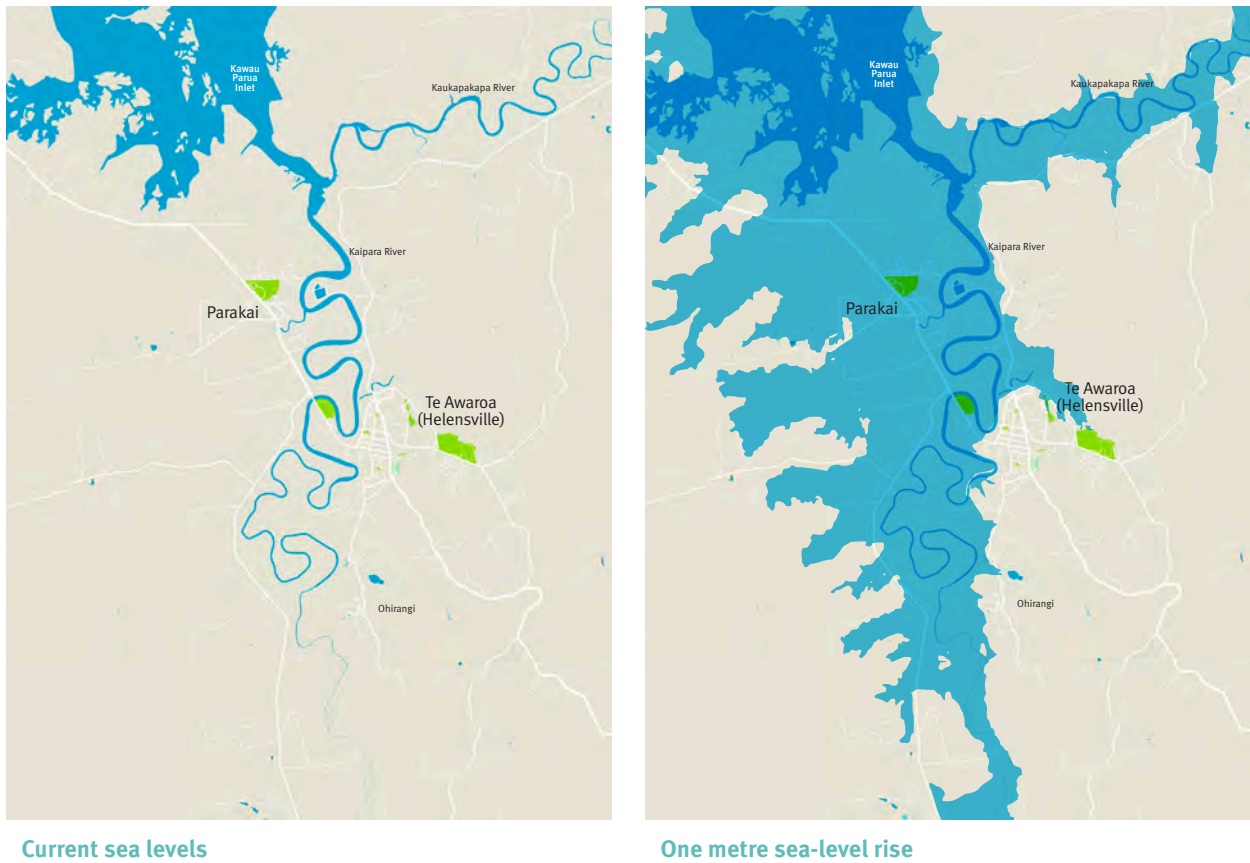 Kawau
Parua
Inlet
Kaukapakapa River
Kaipara River
Parakai
Te Awaroa
(Helensville)
Ohirangi
Current sea levels
Kawau
Parua
Inlet
Kaukapakapa River
Kaipara River
Parakai
Te Awaroa
(Helensville)
Ohirangi
One metre sea-level rise